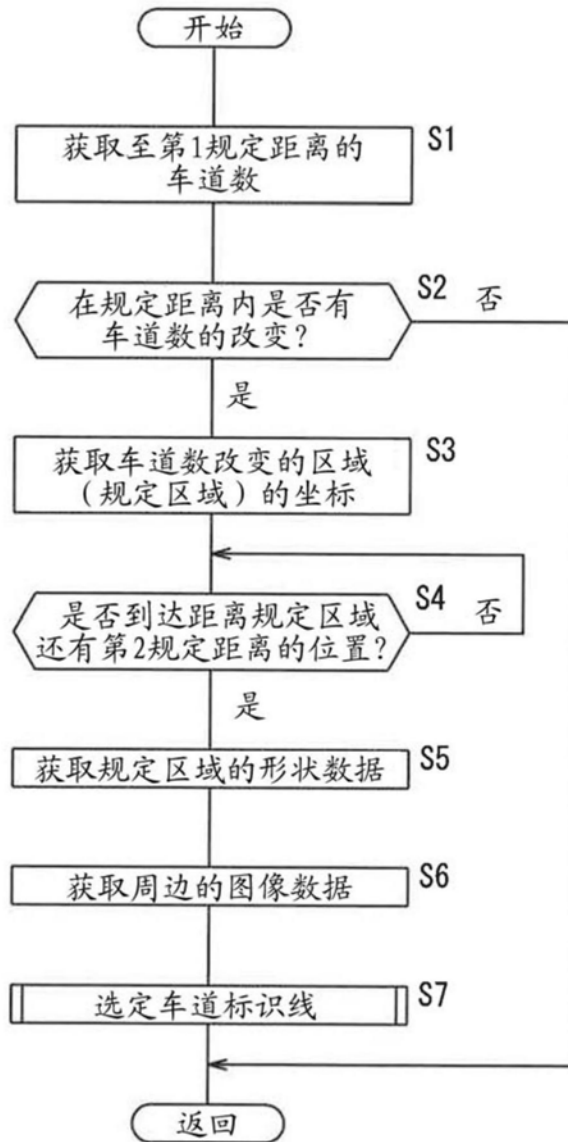 开始
获取至第1规定距离的
车道数
S1
在规定距离内是否有
车道数的改变?
S2
否
是
获取车道数改变的区域
(规定区域)的坐标
S3
是否到达距离规定区域
还有第2规定距离的位置?
S4
否
是
获取规定区域的形状数据
S5
获取周边的图像数据
S6
选定车道标识线
S7
返回